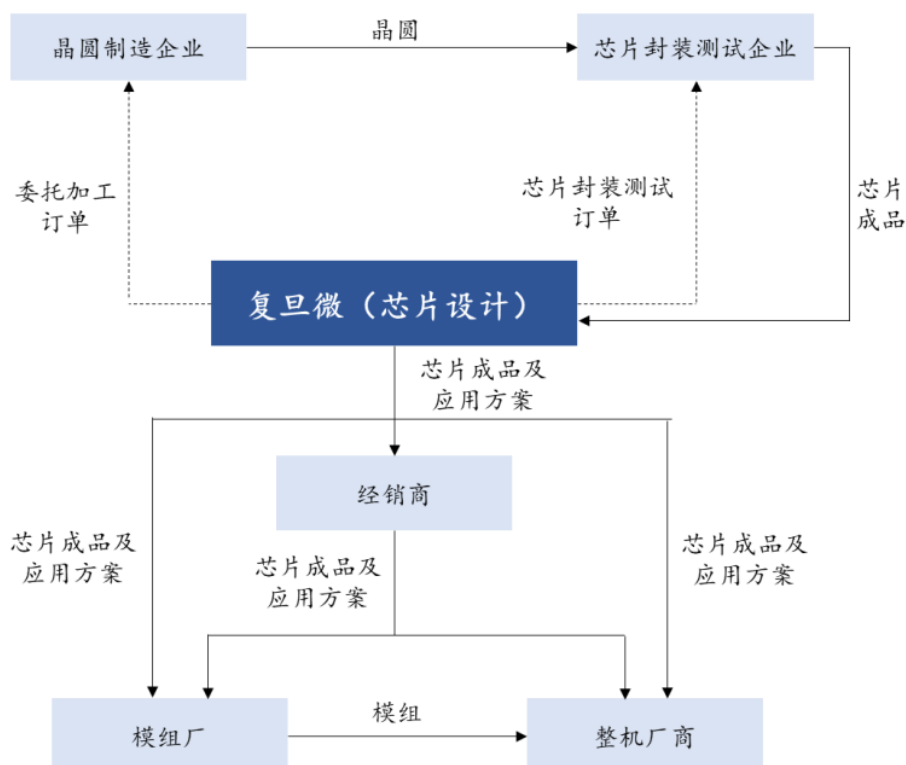 晶圆制造企业
晶圆
芯片封装测试企业
委托加工
订单
芯片封装测试
订单
芯片
成品
复旦微（芯片设计）
芯片成品及
应用方案
经销商
芯片成品及
应用方案
芯片成品及
应用方案
芯片成品及
应用方案
模组厂
模组
整机厂商